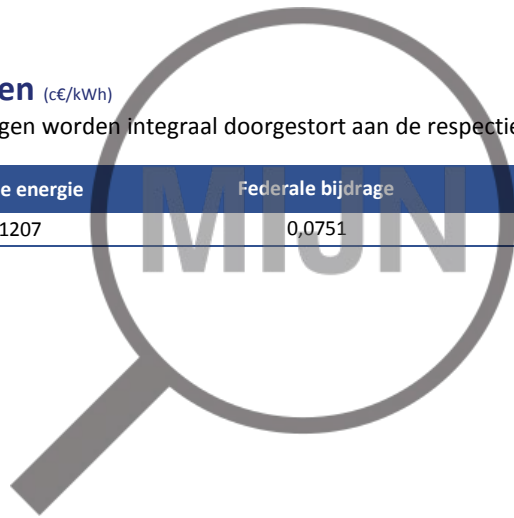 en (c€/kWh)
gen worden integraal doorgestort aan de respectie
e energie Federale bijdrage
1207 0,0751
MIJN